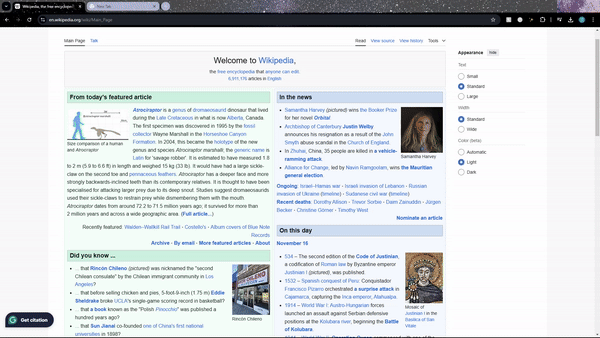 Wikipedia, the free encyclopedia
New Tab
en.wikipedia.org/wiki/Main_Page
Main Page Talk
Read View source View history Tools
Welcome to Wikipedia,
the free encyclopedia that anyone can edit.
6,911,176 articles in English
From today's featured article
Size comparison of a human
and Atrociraptor
Atrociraptor is a genus of dromaeosaurid dinosaur that lived
during the Late Cretaceous in what is now Alberta, Canada.
The first specimen was discovered in 1995 by the fossil
collector Wayne Marshall in the Horseshoe Canyon
Formation. In 2004, this became the holotype of the new
genus and species Atrociraptor marshalli; the generic name is
Latin for 'savage robber'. It is estimated to have measured 1.8
to 2 m (5.9 to 6.6 ft) in length and weighed 15 kg (33 lb). It would have had a large sickle-
claw on the second toe and pennaceous feathers. Atrociraptor has a deeper face and more
strongly backwards-inclined teeth than its contemporary relatives. It is thought to have been
specialised for attacking larger prey due to its deep snout. Studies suggest dromaeosaurids
used their sickle-claws to restrain prey while dismembering them with the mouth.
Atrociraptor dates from around 72.2 to 71.5 million years ago; it survived for more than
2 million years and across a wide geographic area. (Full article...)
Recently featured: Walden–Wallkill Rail Trail · Costello's · Album covers of Blue Note
Records
Archive · By email · More featured articles · About
Did you know ...
... that Rincón Chileno (pictured) was nicknamed the "second
Chilean consulate" by the Chilean immigrant community in Los
Angeles?
... that before selling chicken and pies, 5-foot-9-inch (1.75 m) Eddie
Sheldrake broke UCLA's single-game scoring record in basketball?
... that a book known as the "Polish Pinocchio" was published a
hundred years ago?
... that Sun Jianai co-founded one of China's first national
universities in 1898?
Rincón Chileno
In the news
Samantha Harvey (pictured) wins the Booker Prize
for her novel Orbital.
Archbishop of Canterbury Justin Welby
announces his resignation as a result of the John
Smyth abuse scandal in the Church of England.
In Zhuhai, China, 35 people are killed in a vehicle-
ramming attack.
Alliance for Change, led by Navin Ramgoolam, wins the Mauritian
general election.
Samantha Harvey
Ongoing: Israel–Hamas war · Israeli invasion of Lebanon · Russian
invasion of Ukraine (timeline) · Sudanese civil war (timeline)
Recent deaths: Dorothy Allison · Trevor Sorbie · Daim Zainuddin · Jürgen
Becker · Christine Görner · Timothy West
Nominate an article
On this day
November 16
534 – The second edition of the Code of Justinian,
a codification of Roman law by Byzantine emperor
Justinian I (pictured), was published.
1532 – Spanish conquest of Peru: Conquistador
Francisco Pizarro orchestrated a surprise attack in
Cajamarca, capturing the Inca emperor, Atahualpa.
1914 – World War I: Austro-Hungarian forces
launched an assault against Serbian defensive
positions at the Kolubara river, beginning the
Battle of Kolubara.
Mosaic of
Justinian I in the
Basilica of San
Vitale
Appearance hide
Text
Small
Standard
Large
Width
Standard
Wide
Color (beta)
Automatic
Light
Dark
Get citation